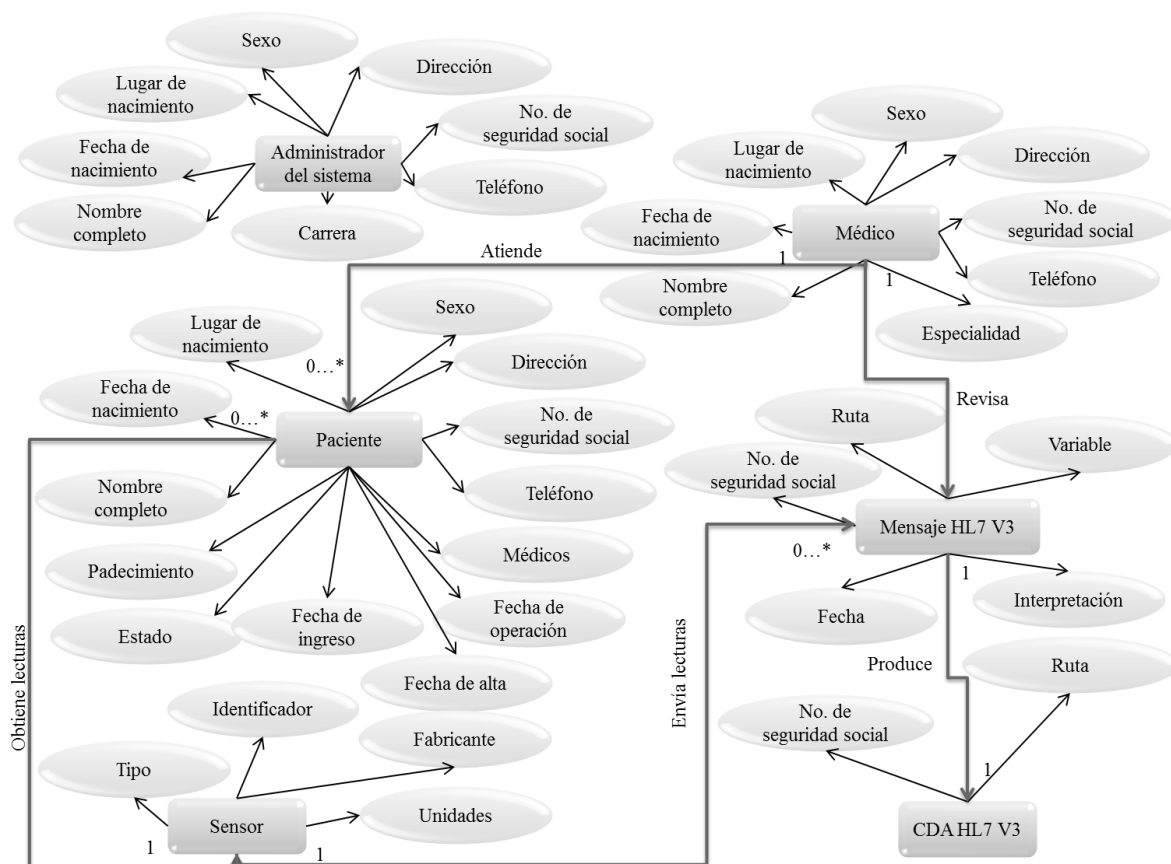 Sexo
Dirección
Lugar de
nacimiento
No. de
seguridad social
Fecha de
nacimiento
Administrador
del sistema
Teléfono
Nombre
completo
Carrera
Sexo
Lugar de
nacimiento
Dirección
Fecha de
nacimiento
Médico
No. de
seguridad social
1
1
Teléfono
Nombre
completo
Especialidad
Atiende
Revisa
Sexo
Lugar de
nacimiento
0…*
Dirección
Fecha de
nacimiento
0…*
Paciente
No. de
seguridad social
Nombre
completo
Teléfono
Padecimiento
Médicos
Estado
Fecha de
ingreso
Fecha de
operación
Fecha de alta
Obtiene lecturas
Ruta
Variable
No. de
seguridad social
Mensaje HL7 V3
0…*
1
Fecha
Interpretación
Envía lecturas
Produce
Ruta
No. de
seguridad social
1
CDA HL7 V3
Identificador
Fabricante
Tipo
Unidades
Sensor
1
1